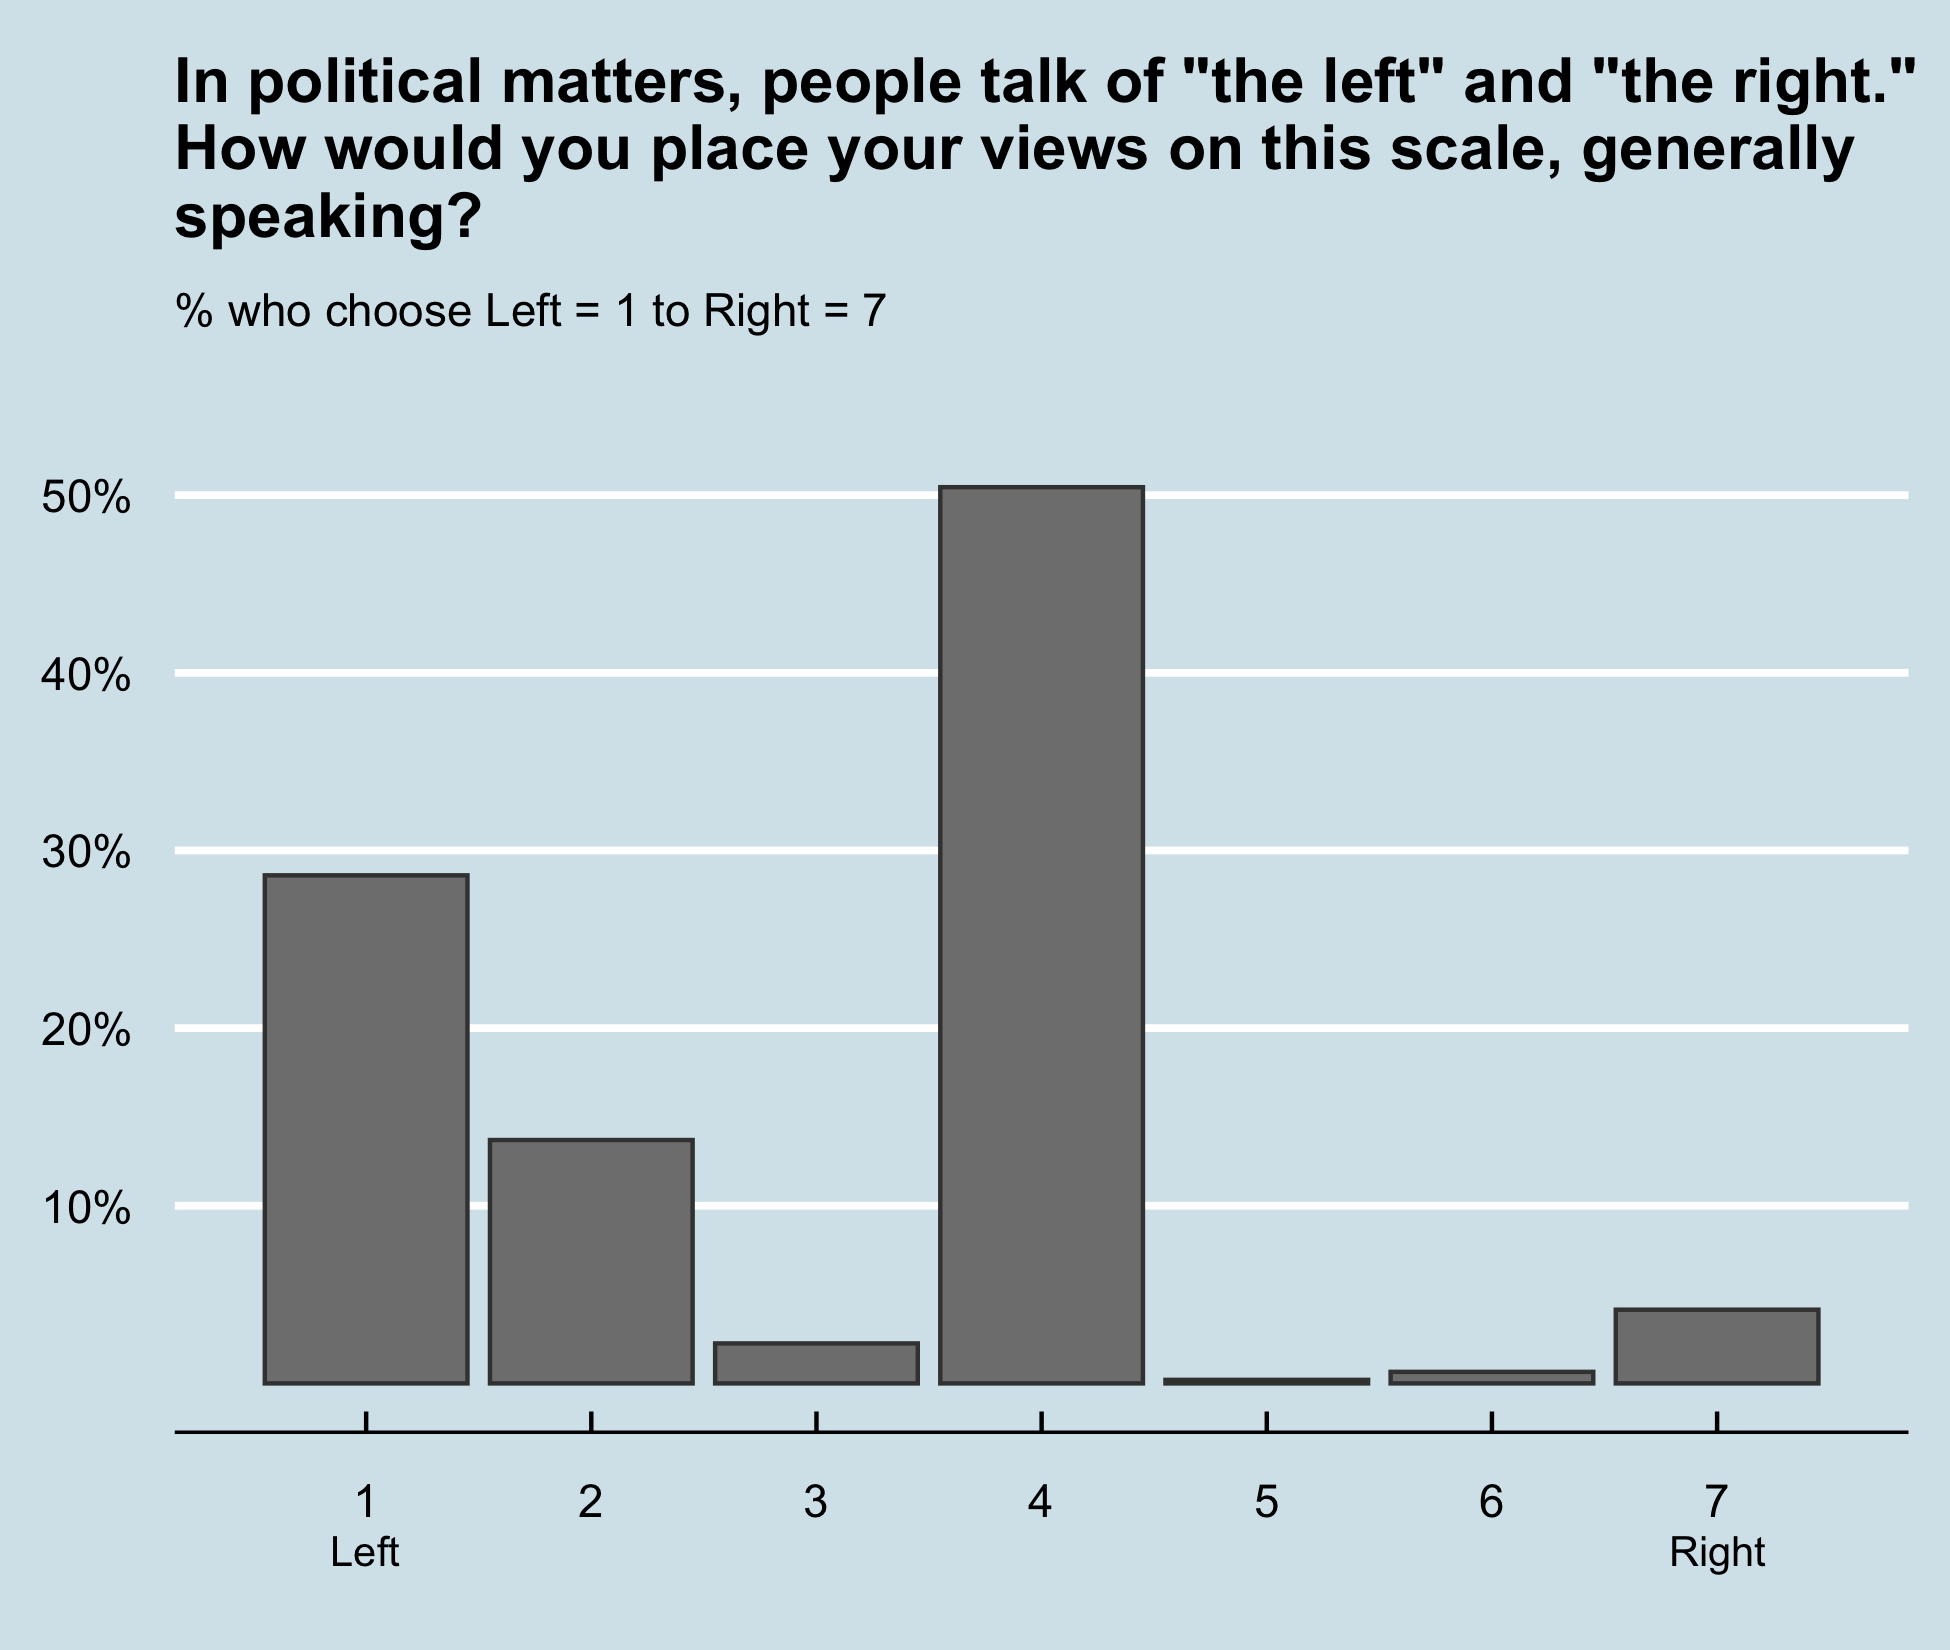 In political matters, people talk of "the left" and "the right."
How would you place your views on this scale, generally
speaking?
% who choose Left = 1 to Right = 7
50%
40%
30%
20%
10%
1 2 3 4 5 6 7
Left Right